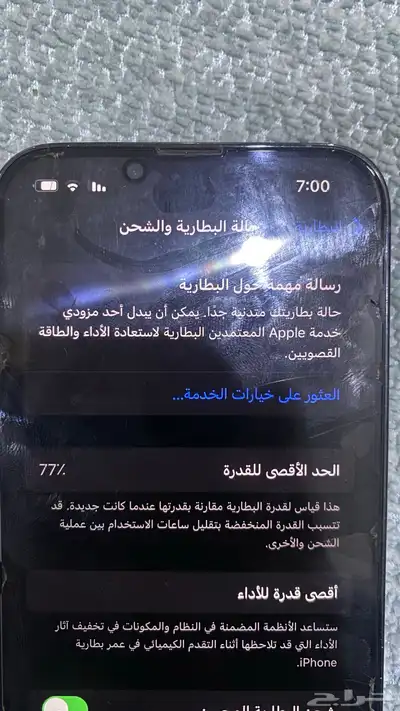 7:00
البطارية
حالة البطارية والشحن
رسالة مهمة حول البطارية
حالة بطاريتك متدنية جدًا. يمكن أن يبدل أحد مزودي
خدمة Apple المعتمدين البطارية لاستعادة الأداء والطاقة
القصويين.
العثور على خيارات الخدمة...
الحد الأقصى للقدرة 77٪
هذا قياس لقدرة البطارية مقارنة بقدرتها عندما كانت جديدة. قد
تتسبب القدرة المنخفضة بتقليل ساعات الاستخدام بين عملية
الشحن والأخرى.
أقصى قدرة للأداء
ستساعد الأنظمة المضمنة في النظام والمكونات في تخفيف آثار
الأداء التي قد تلاحظها أثناء التقدم الكيميائي في عمر بطارية
iPhone.
شحن البطارية المحسن
حراج